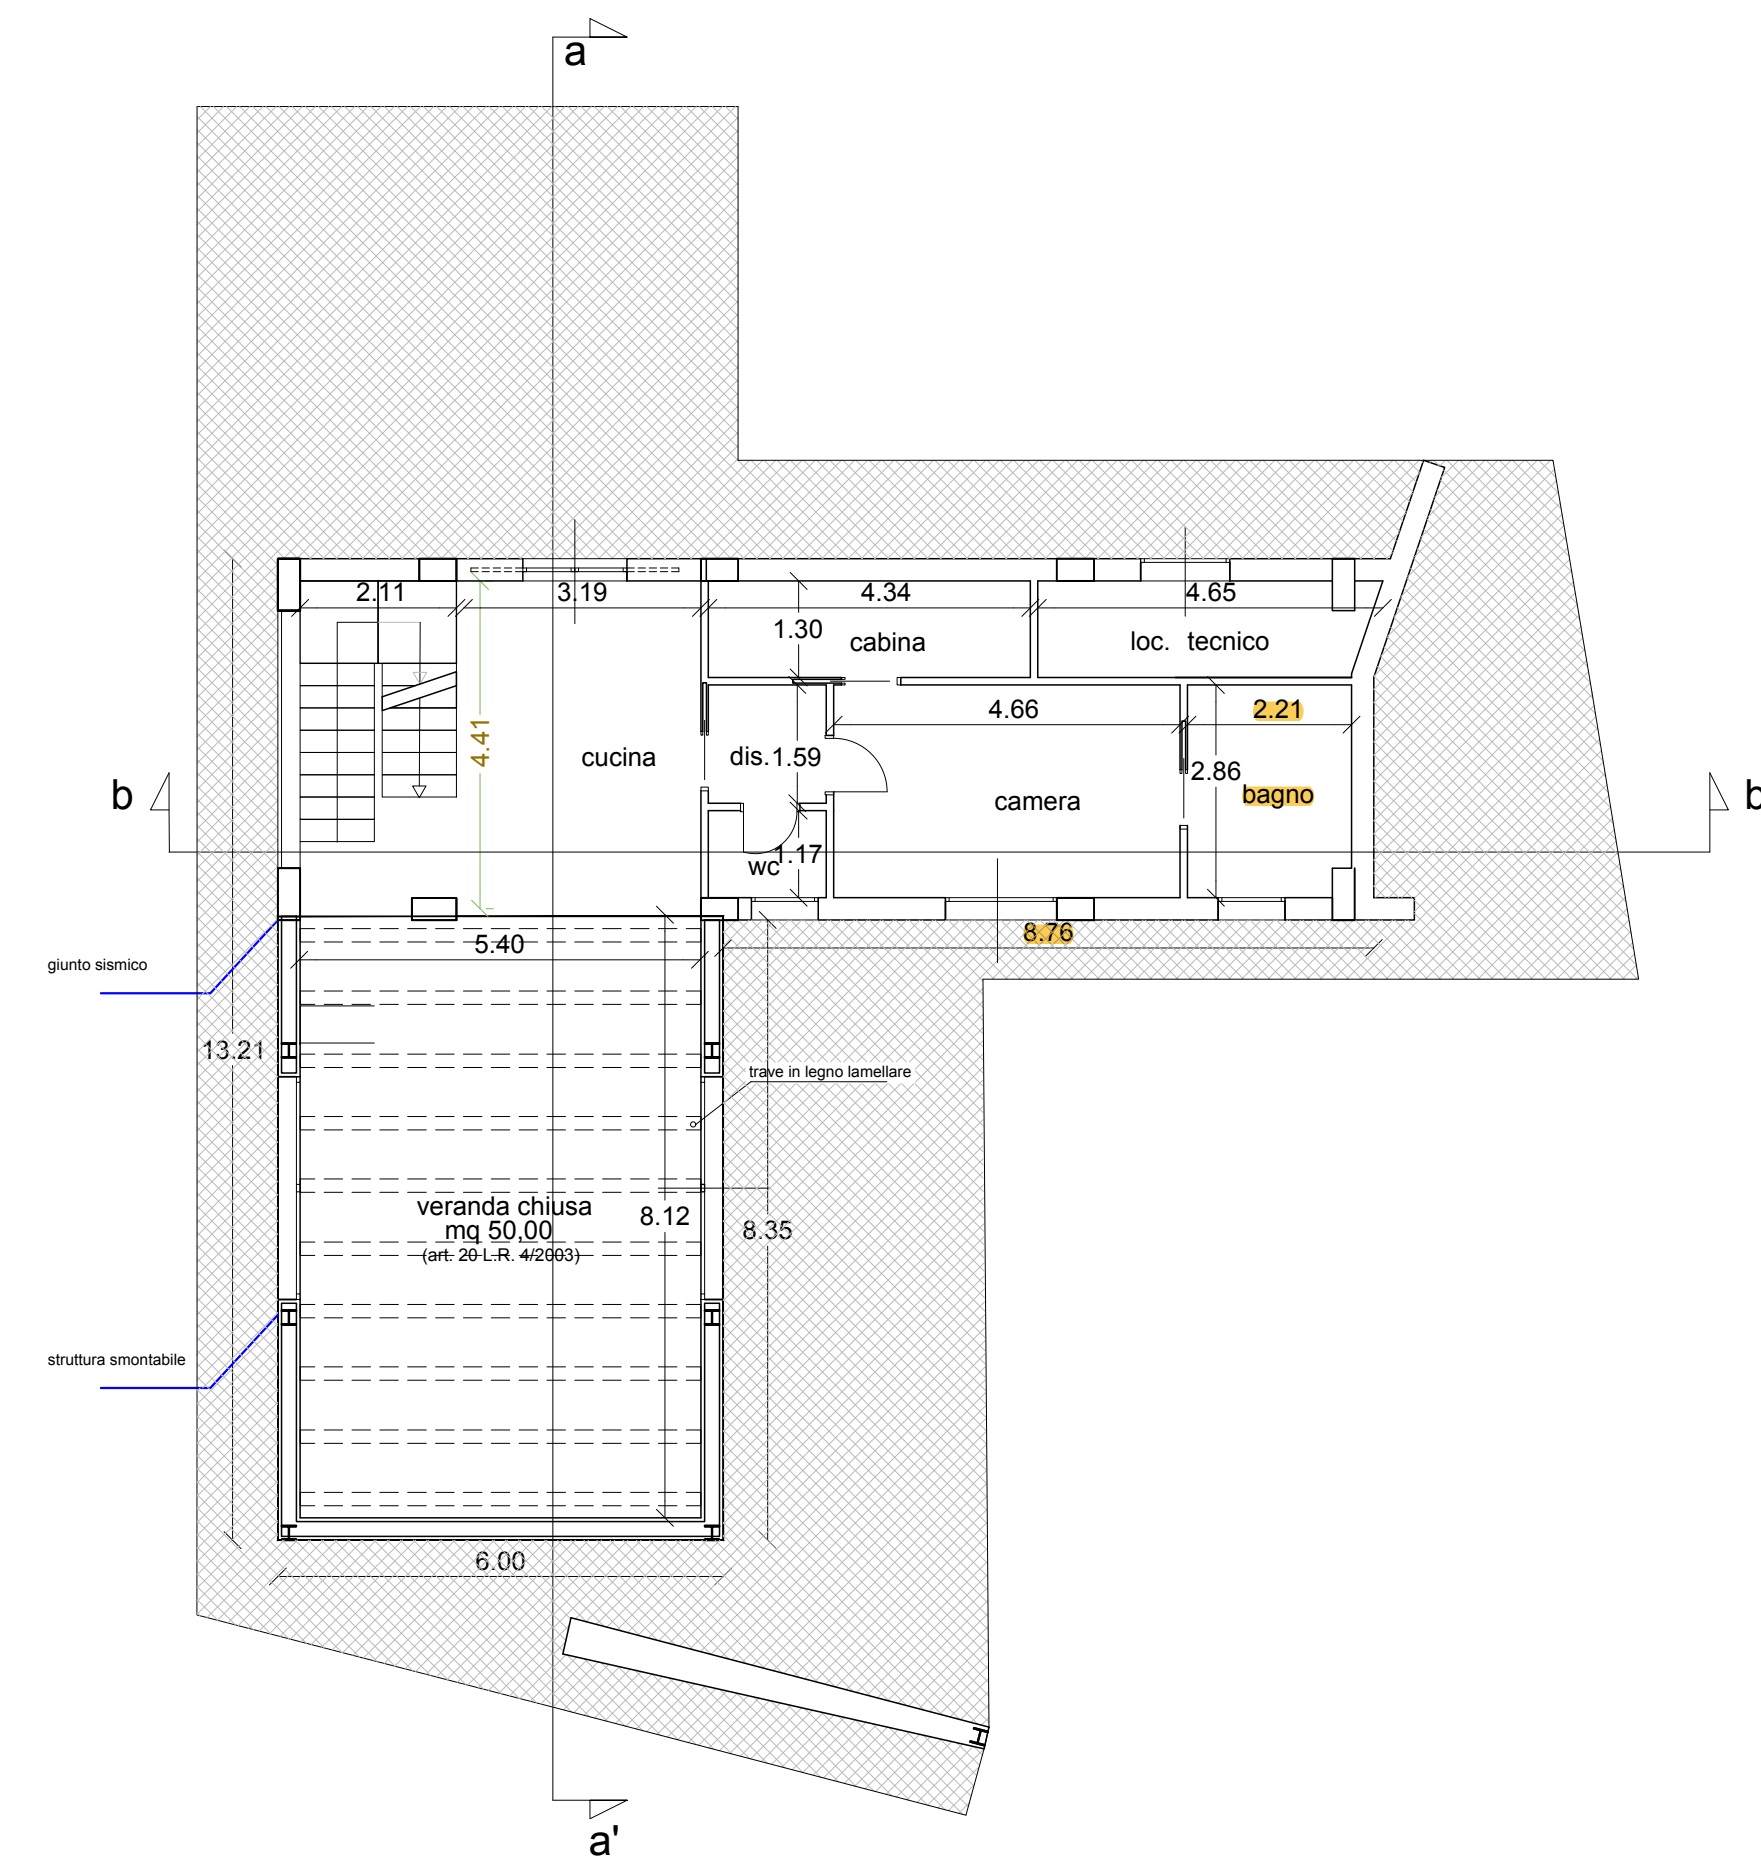 a
2.11
3.19
4.34
4.65
1.30
cabina
loc. tecnico
4.66
2.21
4.41
cucina
dis.
1.59
2.86
bagno
camera
b
b
wc
1.17
5.40
8.76
giunto sismico
13.21
trave in legno lamellare
veranda chiusa
mq 50,00
(art. 20 L.R. 4/2003)
8.12
8.35
struttura smontabile
6.00
a'